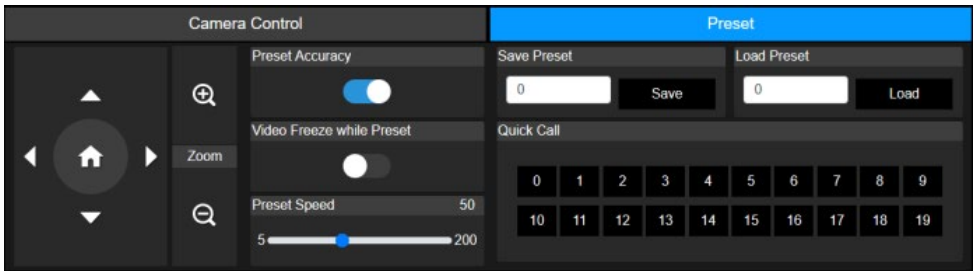 Camera Control
Preset
Preset Accuracy
Save Preset
Load Preset
0
Save
0
Load
Video Freeze while Preset
Quick Call
Zoom
0 1 2 3 4 5 6 7 8 9
Preset Speed 50
10 11 12 13 14 15 16 17 18 19
5 200